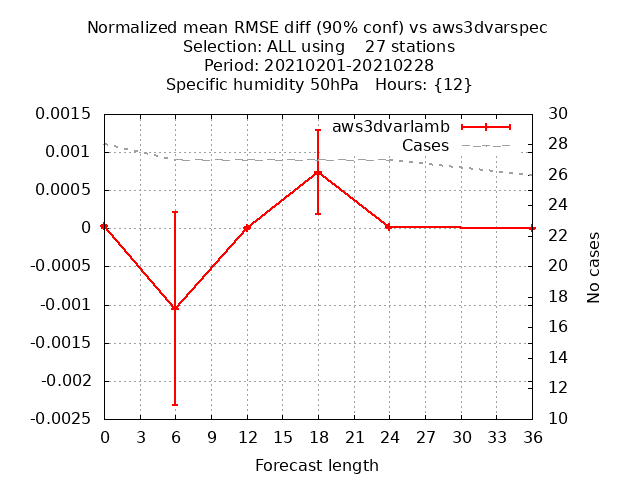 Normalized mean RMSE diff (90% conf) vs aws3dvarspec
Selection: ALL using    27 stations
Period: 20210201-20210228
Specific humidity 50hPa   Hours: {12}
aws3dvarlamb
Cases
0.0015
0.001
0.0005
0
-0.0005
-0.001
-0.0015
-0.002
-0.0025
30
28
26
24
22
20
18
16
14
12
10
No cases
0 3 6 9 12 15 18 21 24 27 30 33 36
Forecast length